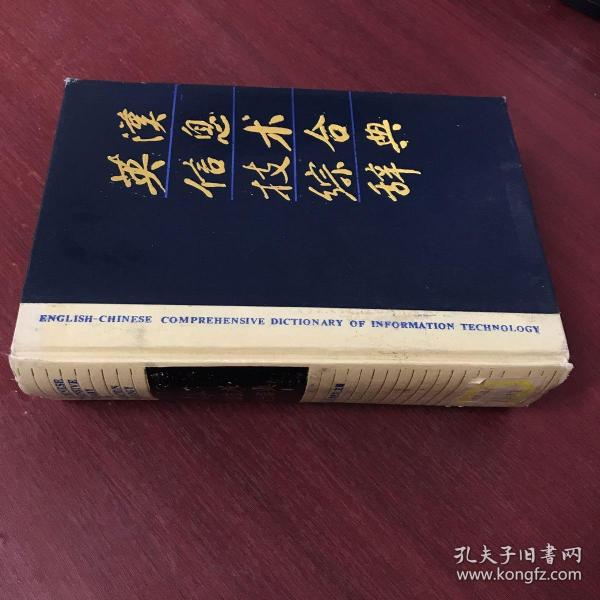 英漢
信息
技术
综合
辞典
ENGLISH-CHINESE COMPREHENSIVE DICTIONARY OF INFORMATION TECHNOLOGY
孔夫子旧书网
www.kongfz.com